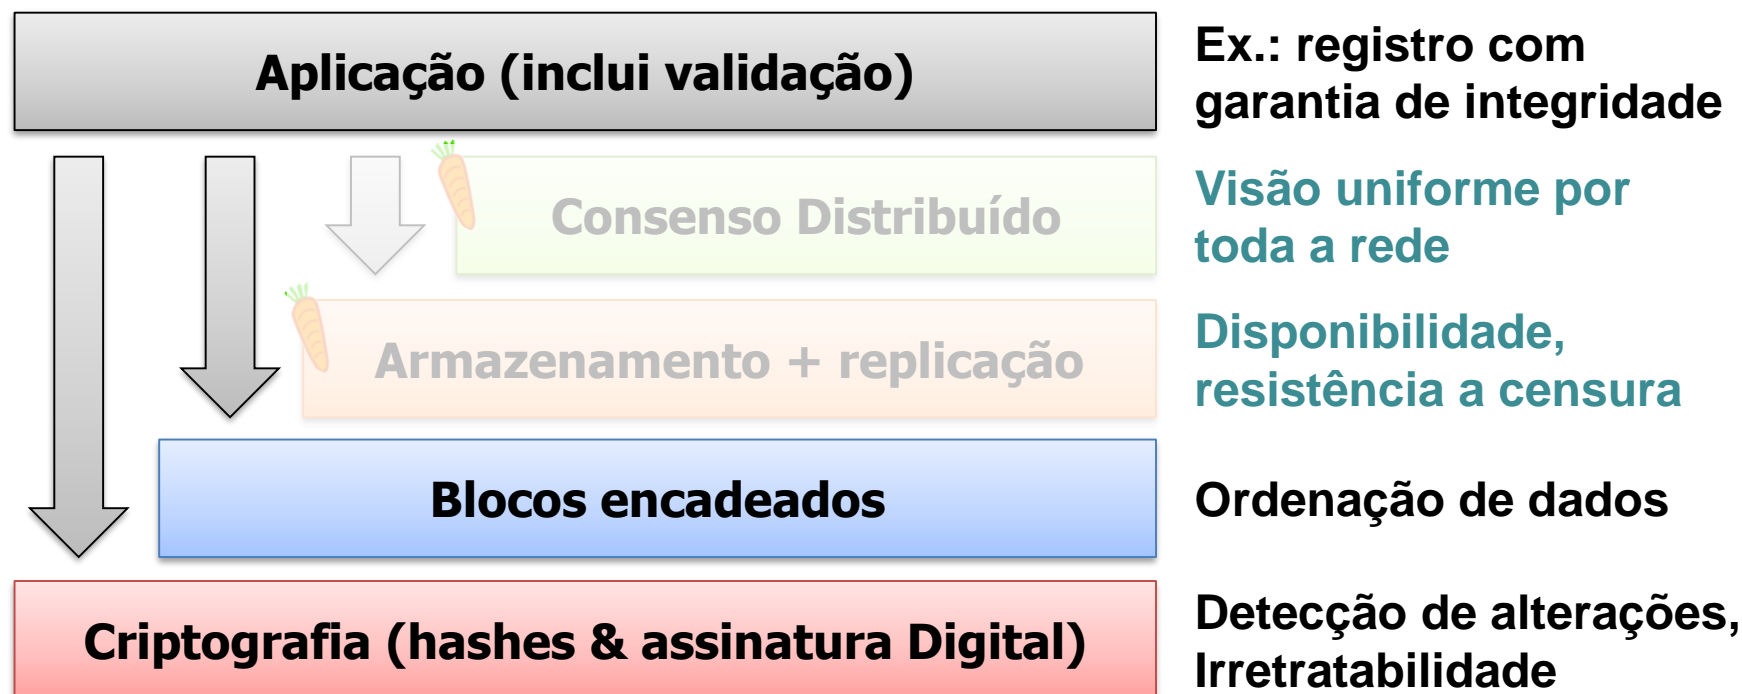 Aplicação (inclui validação)
Ex.: registro com
garantia de integridade
Consenso Distribuído
Visão uniforme por
toda a rede
Armazenamento + replicação
Disponibilidade,
resistência a censura
Blocos encadeados
Ordenação de dados
Criptografia (hashes & assinatura Digital)
Detecção de alterações,
Irretratabilidade